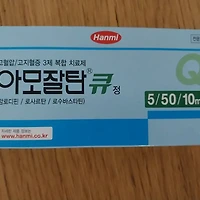 Hanmi
고혈압/고지혈증 3제 복합 치료제
아모잘탄®큐정
Q
5/50/10m
(암로디핀 / 로사르탄 / 로수바스타틴)
www.hanmi.co.kr